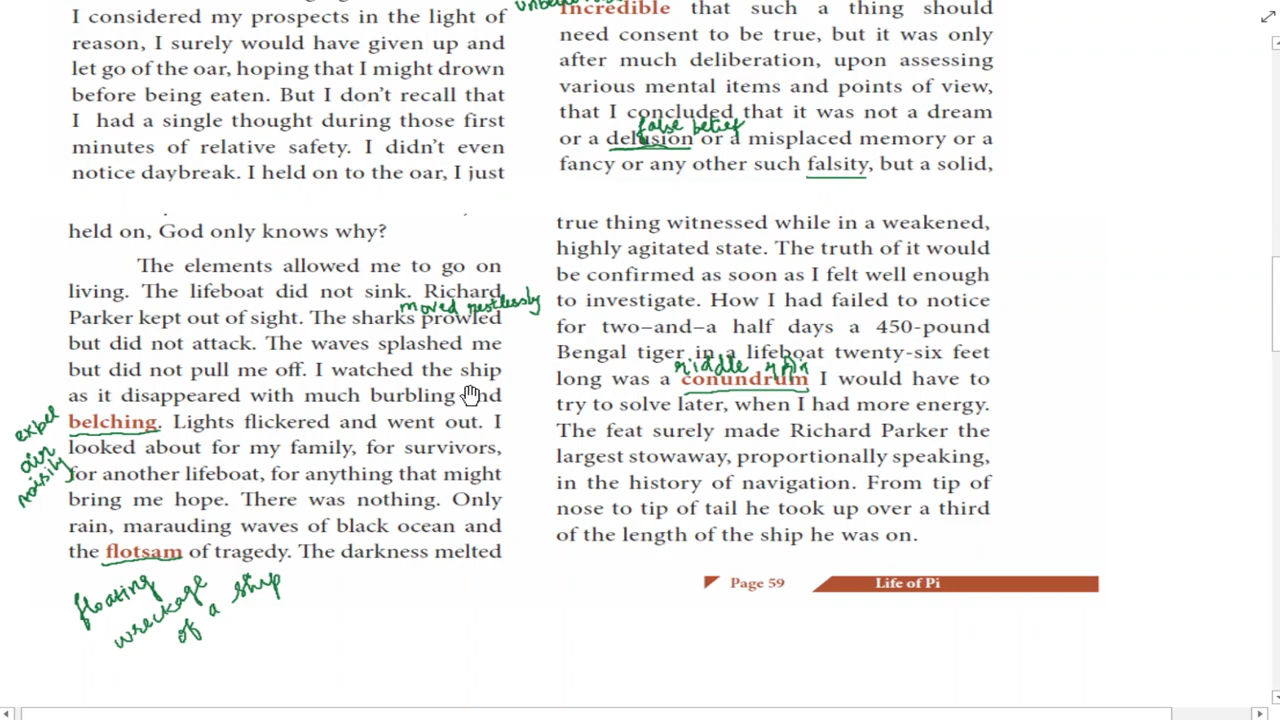 I considered my prospects in the light of
reason, I surely would have given up and
let go of the oar, hoping that I might drown
before being eaten. But I don't recall that
I had a single thought during those first
minutes of relative safety. I didn't even
notice daybreak. I held on to the oar, I just
held on, God only knows why?
The elements allowed me to go on
living. The lifeboat did not sink. Richard
moved restlessly
Parker kept out of sight. The sharks prowled
but did not attack. The waves splashed me
but did not pull me off. I watched the ship
as it disappeared with much burbling and
belching. Lights flickered and went out. I
expel
air
noisily
looked about for my family, for survivors,
for another lifeboat, for anything that might
bring me hope. There was nothing. Only
rain, marauding waves of black ocean and
the flotsam of tragedy. The darkness melted
floating
wreckage
of a ship
Incredible that such a thing should
need consent to be true, but it was only
after much deliberation, upon assessing
various mental items and points of view,
that I concluded that it was not a dream
false belief
or a delusion or a misplaced memory or a
fancy or any other such falsity, but a solid,
true thing witnessed while in a weakened,
highly agitated state. The truth of it would
be confirmed as soon as I felt well enough
to investigate. How I had failed to notice
for two–and–a half days a 450-pound
Bengal tiger in a lifeboat twenty-six feet
riddle
long was a conundrum I would have to
try to solve later, when I had more energy.
The feat surely made Richard Parker the
largest stowaway, proportionally speaking,
in the history of navigation. From tip of
nose to tip of tail he took up over a third
of the length of the ship he was on.
Page 59
Life of Pi